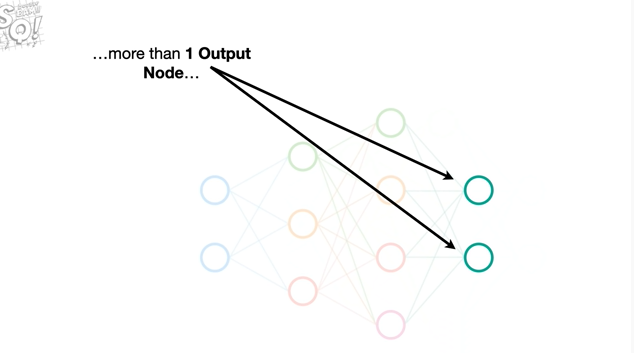 …more than 1 Output
Node…